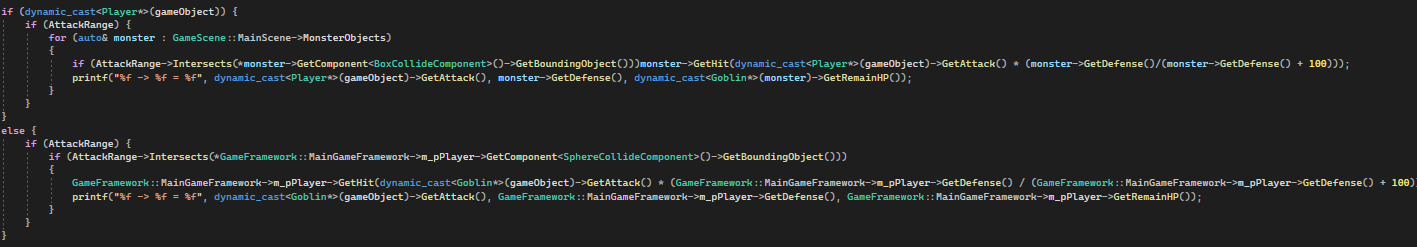 if (dynamic_cast<Player*>(gameObject)) {
if (AttackRange) {
for (auto& monster : GameScene::MainScene->MonsterObjects)
{
if (AttackRange->Intersects(*monster->GetComponent<BoxCollideComponent>()->GetBoundingObject()))monster->GetHit(dynamic_cast<Player*>(gameObject)->GetAttack() * (monster->GetDefense()/(monster->GetDefense() + 100)));
printf("%f -> %f = %f", dynamic_cast<Player*>(gameObject)->GetAttack(), monster->GetDefense(), dynamic_cast<Goblin*>(monster)->GetRemainHP());
}
}
}
else {
if (AttackRange) {
if (AttackRange->Intersects(*GameFramework::MainGameFramework->m_pPlayer->GetComponent<SphereCollideComponent>()->GetBoundingObject()))
{
GameFramework::MainGameFramework->m_pPlayer->GetHit(dynamic_cast<Goblin*>(gameObject)->GetAttack() * (GameFramework::MainGameFramework->m_pPlayer->GetDefense() / (GameFramework::MainGameFramework->m_pPlayer->GetDefense() + 100))
printf("%f -> %f = %f", dynamic_cast<Goblin*>(gameObject)->GetAttack(), GameFramework::MainGameFramework->m_pPlayer->GetDefense(), GameFramework::MainGameFramework->m_pPlayer->GetRemainHP());
}
}
}